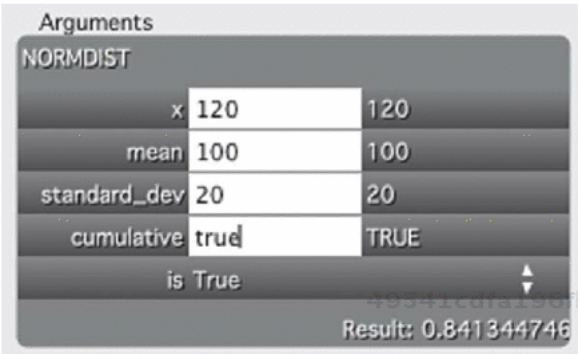 Arguments
NORMDIST
x 120 120
mean 100 100
standard_dev 20 20
cumulative true TRUE
is True
Result: 0.841344746